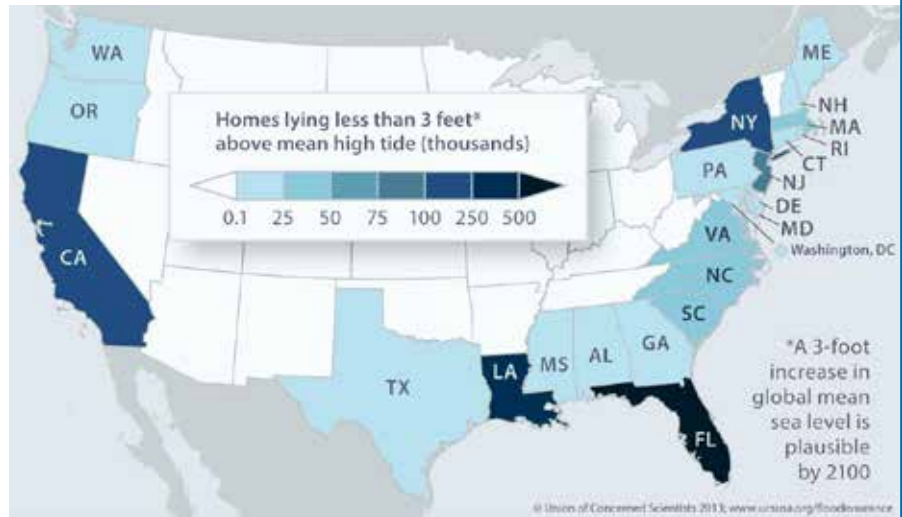 WA
OR
CA
Homes lying less than 3 feet*
above mean high tide (thousands)
0.1 25 50 75 100 250 500
ME
NH
MA
RI
CT
NY
PA
NJ
DE
MD
Washington, DC
VA
NC
SC
GA
AL
MS
LA
TX
FL
*A 3-foot
increase in
global mean
sea level is
plausible
by 2100
© Union of Concerned Scientists 2013; www.ucsusa.org/floodinsurance